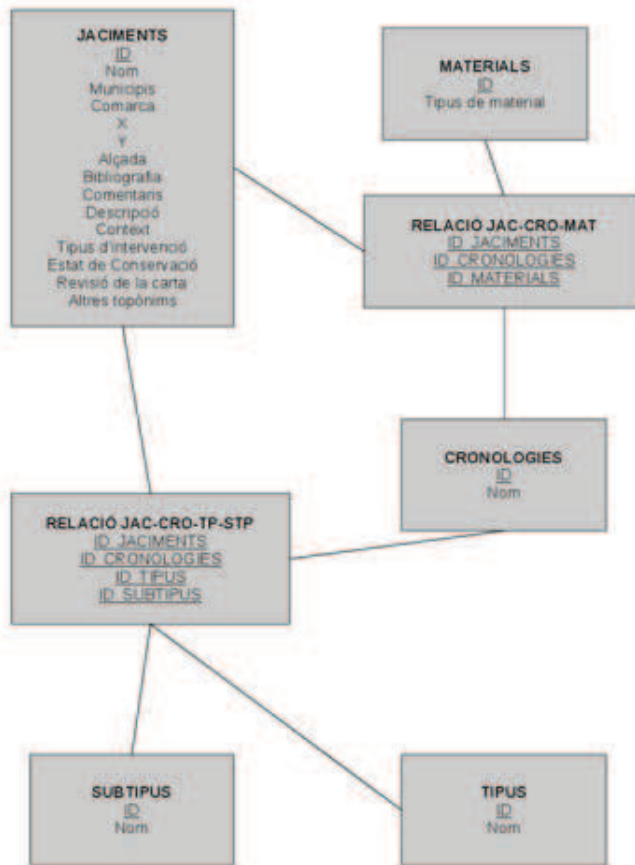 JACIMENTS
ID
Nom
Municipis
Comarca
X
Y
Alçada
Bibliografia
Comentaris
Descripció
Context
Tipus d'intervenció
Estat de Conservació
Revisió de la carta
Altres topònims
MATERIALS
ID
Tipus de material
RELACIÓ JAC-CRO-MAT
ID_JACIMENTS
ID_CRONOLOGIES
ID_MATERIALS
CRONOLOGIES
ID
Nom
RELACIÓ JAC-CRO-TP-STP
ID_JACIMENTS
ID_CRONOLOGIES
ID_TIPUS
ID_SUBTIPUS
SUBTIPUS
ID
Nom
TIPUS
ID
Nom